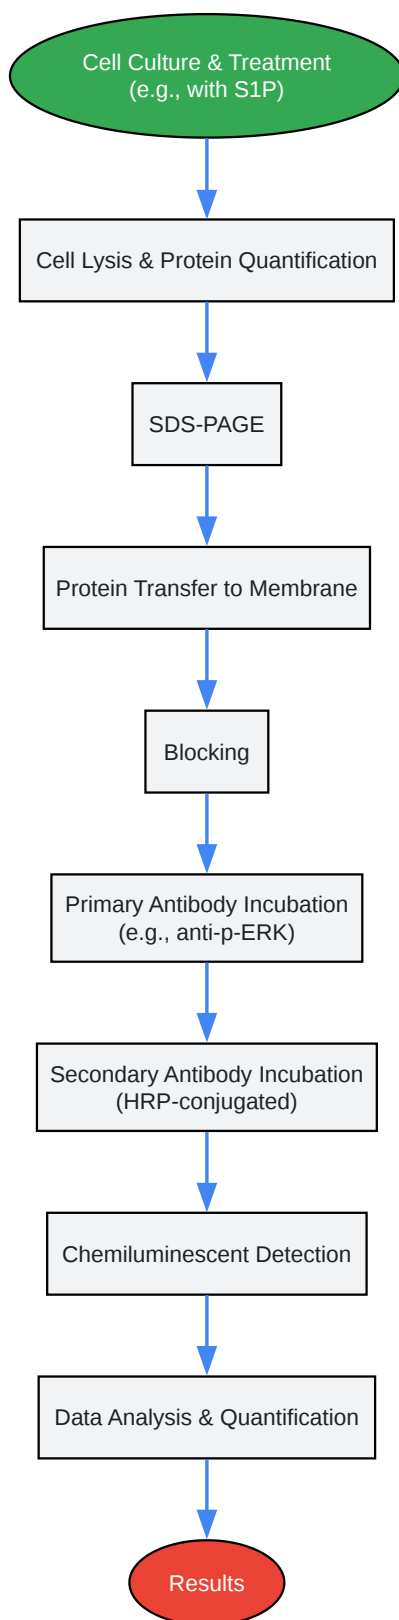 Cell Culture & Treatment
(e.g., with S1P)
Cell Lysis & Protein Quantification
SDS-PAGE
Protein Transfer to Membrane
Blocking
Primary Antibody Incubation
(e.g., anti-p-ERK)
Secondary Antibody Incubation
(HRP-conjugated)
Chemiluminescent Detection
Data Analysis & Quantification
Results